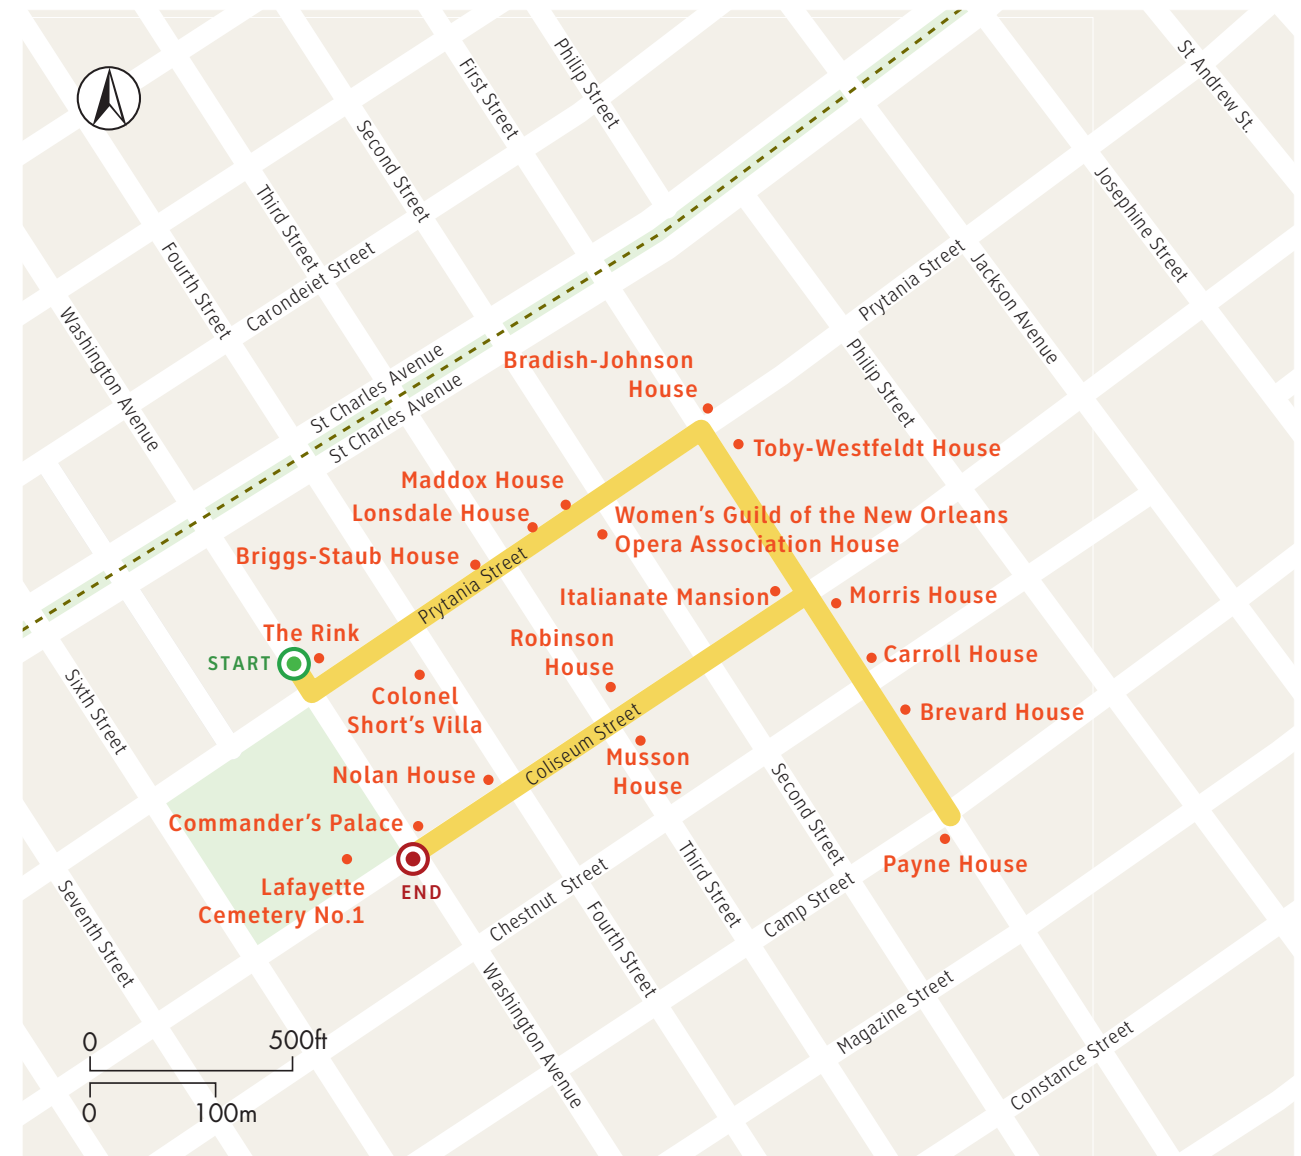 St Andrew St.
Philip Street
First Street
Second Street
Josephine Street
Third Street
Fourth Street
Carondeiet Street
Prytania Street
Jackson Avenue
Washington Avenue
St Charles Avenue
St Charles Avenue
Philip Street
Bradish-Johnson
House
Toby-Westfeldt House
Maddox House
Lonsdale House
Women's Guild of the New Orleans
Opera Association House
Briggs-Staub House
Prytania Street
Italianate Mansion
Morris House
The Rink
START
Robinson
House
Carroll House
Colonel
Short's Villa
Sixth Street
Coliseum Street
Brevard House
Musson
House
Nolan House
Second Street
Commander's Palace
Payne House
END
Lafayette
Cemetery No.1
Seventh Street
Chestnut Street
Third Street
Camp Street
Fourth Street
Washington Avenue
Magazine Street
Constance Street
0
500ft
0
100m